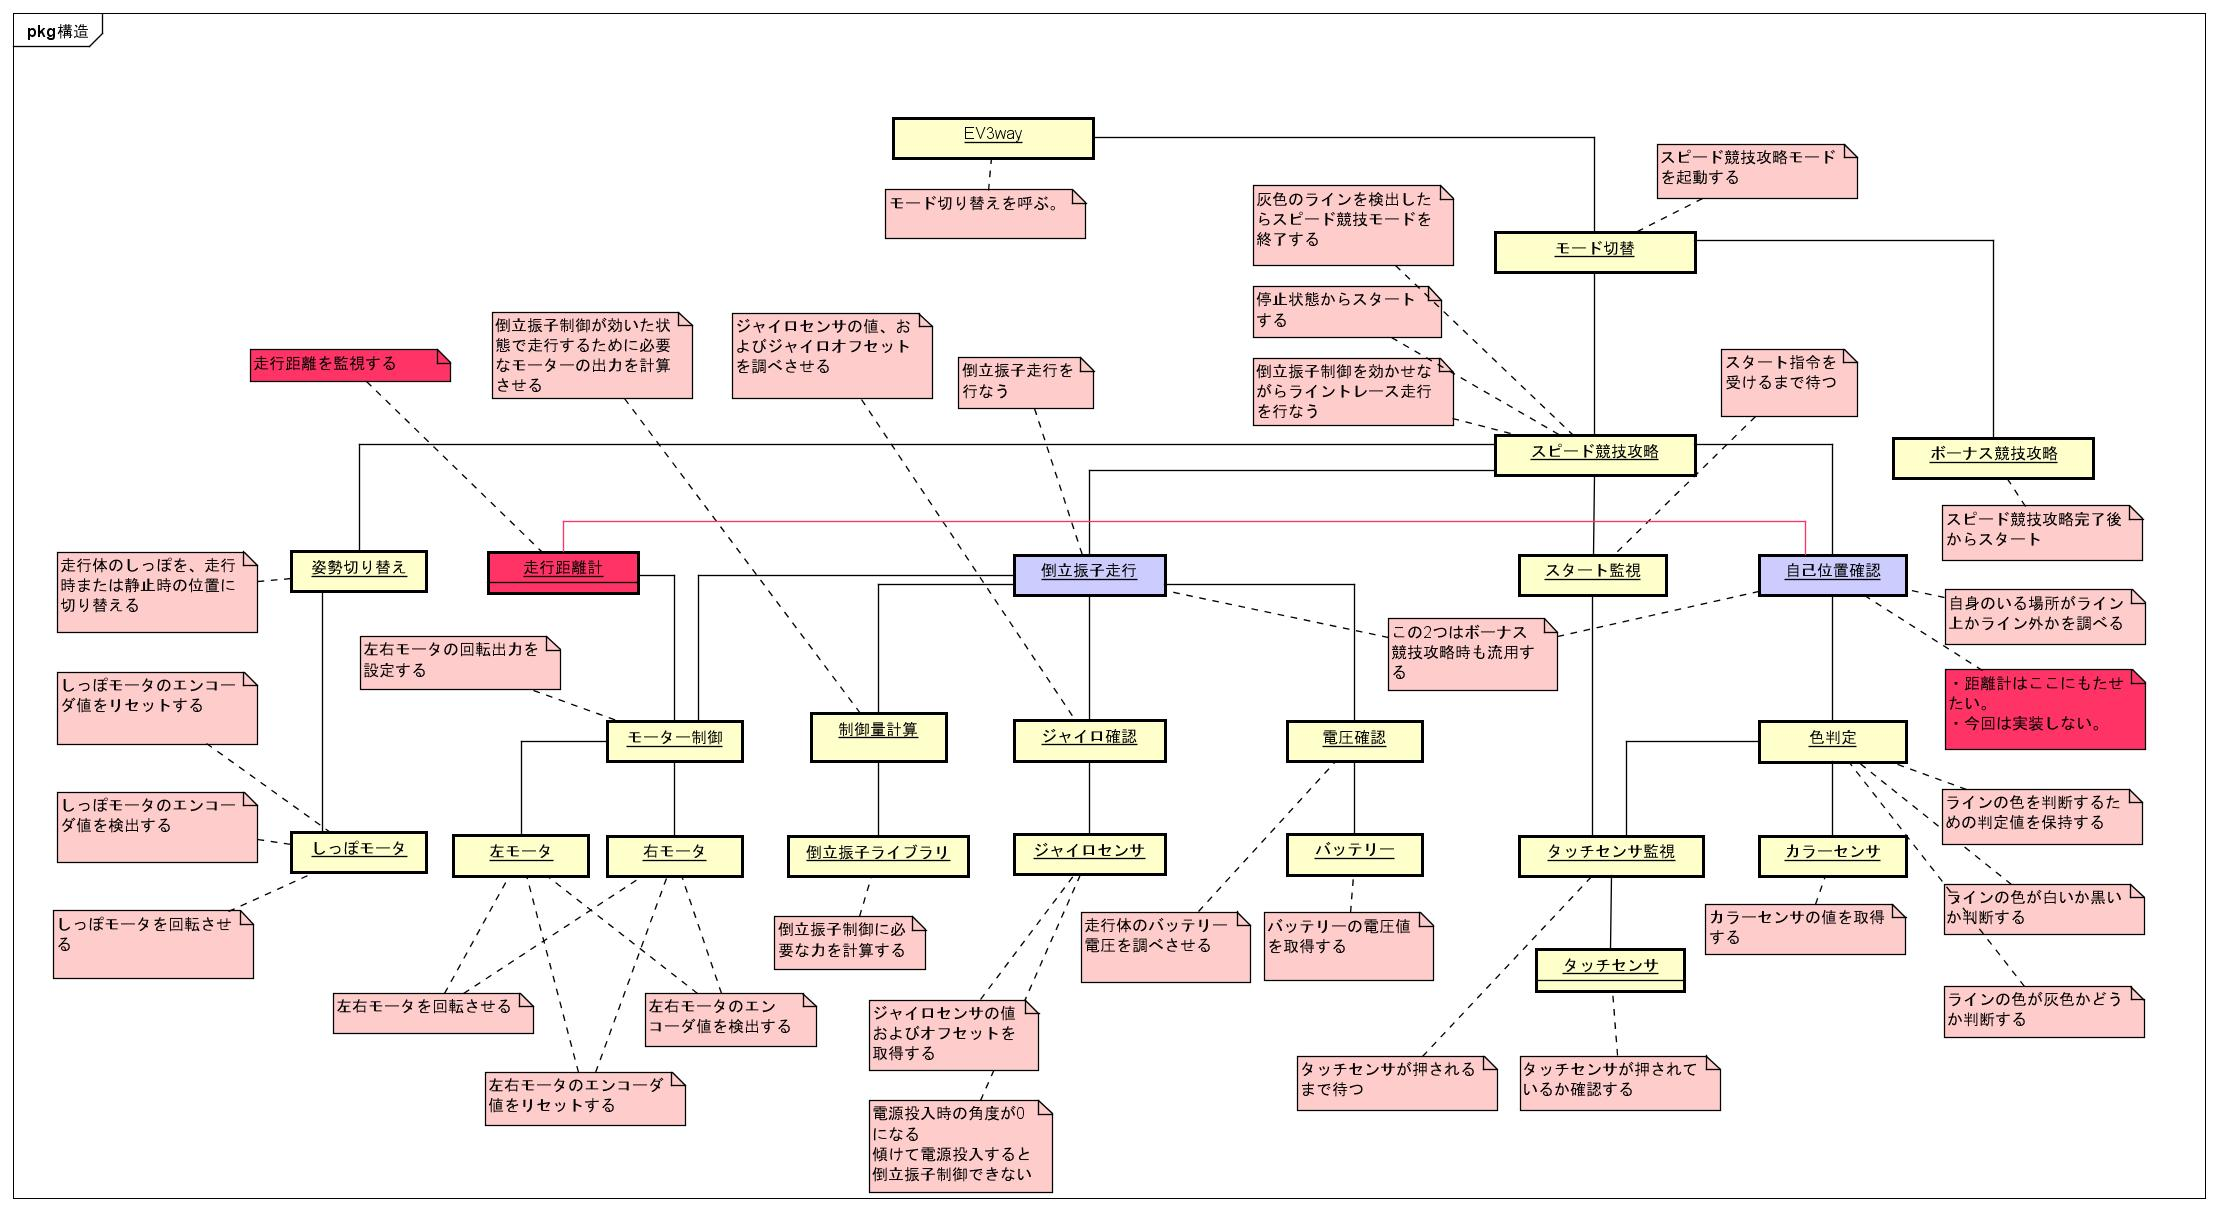 pkg構造
EV3way
モード切り替えを呼ぶ。
スピード競技攻略モード
を起動する
灰色のラインを検出した
らスピード競技モードを
終了する
モード切替
停止状態からスタート
する
倒立振子制御を効かせな
がらライントレース走行
を行なう
倒立振子制御が効いた状
態で走行するために必要
なモーターの出力を計算
させる
ジャイロセンサの値、お
よびジャイロオフセット
を調べさせる
倒立振子走行を
行なう
走行距離を監視する
スタート指令を
受けるまで待つ
スピード競技攻略
ボーナス競技攻略
スピード競技攻略完了後
からスタート
走行体のしっぽを、走行
時または静止時の位置に
切り替える
姿勢切り替え
走行距離計
倒立振子走行
スタート監視
自己位置確認
自身のいる場所がライン
上かライン外かを調べる
この2つはボーナス
競技攻略時も流用す
る
左右モータの回転出力を
設定する
しっぽモータのエンコー
ダ値をリセットする
・距離計はここにもたせ
たい。
・今回は実装しない。
モーター制御
制御量計算
ジャイロ確認
電圧確認
色判定
しっぽモータのエンコー
ダ値を検出する
ラインの色を判断するた
めの判定値を保持する
しっぽモータ
左モータ
右モータ
倒立振子ライブラリ
ジャイロセンサ
バッテリー
タッチセンサ監視
カラーセンサ
しっぽモータを回転させ
る
倒立振子制御に必
要な力を計算する
走行体のバッテリー
電圧を調べさせる
バッテリーの電圧値
を取得する
カラーセンサの値を取得
する
ラインの色が白いか黒い
か判断する
タッチセンサ
左右モータを回転させる
左右モータのエン
コーダ値を検出する
ジャイロセンサの値
およびオフセットを
取得する
ラインの色が灰色かどう
か判断する
左右モータのエンコーダ
値をリセットする
タッチセンサが押される
まで待つ
タッチセンサが押されて
いるか確認する
電源投入時の角度が0
になる
傾けて電源投入すると
倒立振子制御できない